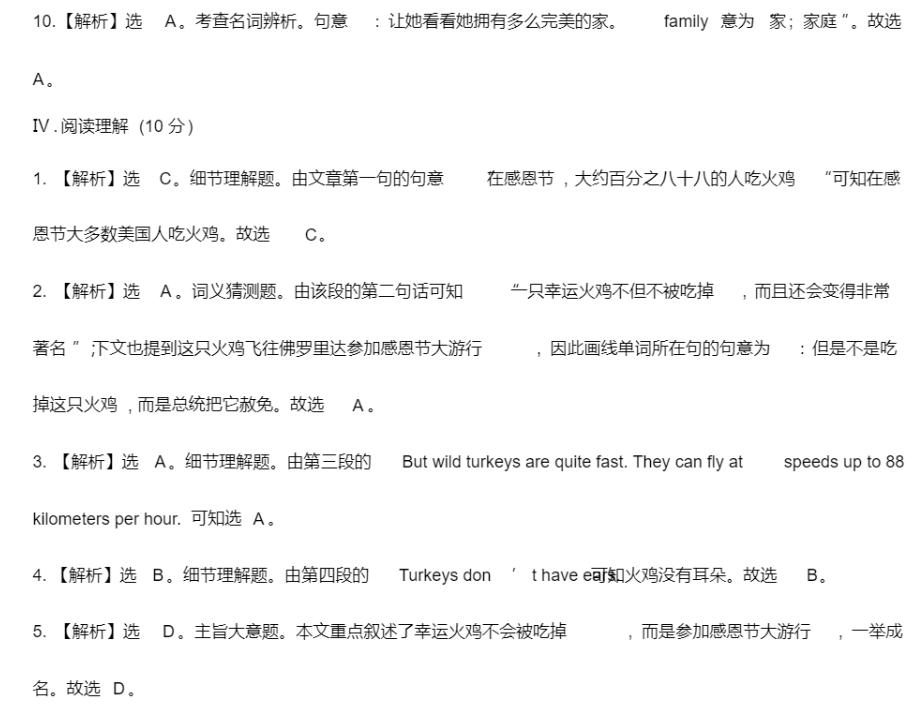 10.【解析】选 A。考查名词辨析。句意 ：让她看看她拥有多么完美的家。 family 意为 家；家庭 ”。故选
A。
Ⅳ .阅读理解 (10 分)
1. 【解析】选 C。细节理解题。由文章第一句的句意 在感恩节 , 大约百分之八十八的人吃火鸡 “可知在感
恩节大多数美国人吃火鸡。故选 C。
2. 【解析】选 A。词义猜测题。由该段的第二句话可知 “一只幸运火鸡不但不被吃掉 , 而且还会变得非常
著名 ” ;下文也提到这只火鸡飞往佛罗里达参加感恩节大游行 , 因此画线单词所在句的句意为 ：但是不是吃
掉这只火鸡 , 而是总统把它赦免。故选 A 。
3. 【解析】选 A。细节理解题。由第三段的 But wild turkeys are quite fast. They can fly at speeds up to 88
kilometers per hour. 可知选 A 。
4. 【解析】选 B。细节理解题。由第四段的 Turkeys don ’ t have ears.可知火鸡没有耳朵。故选 B。
5. 【解析】选 D。主旨大意题。本文重点叙述了幸运火鸡不会被吃掉 , 而是参加感恩节大游行 , 一举成
名。故选 D 。